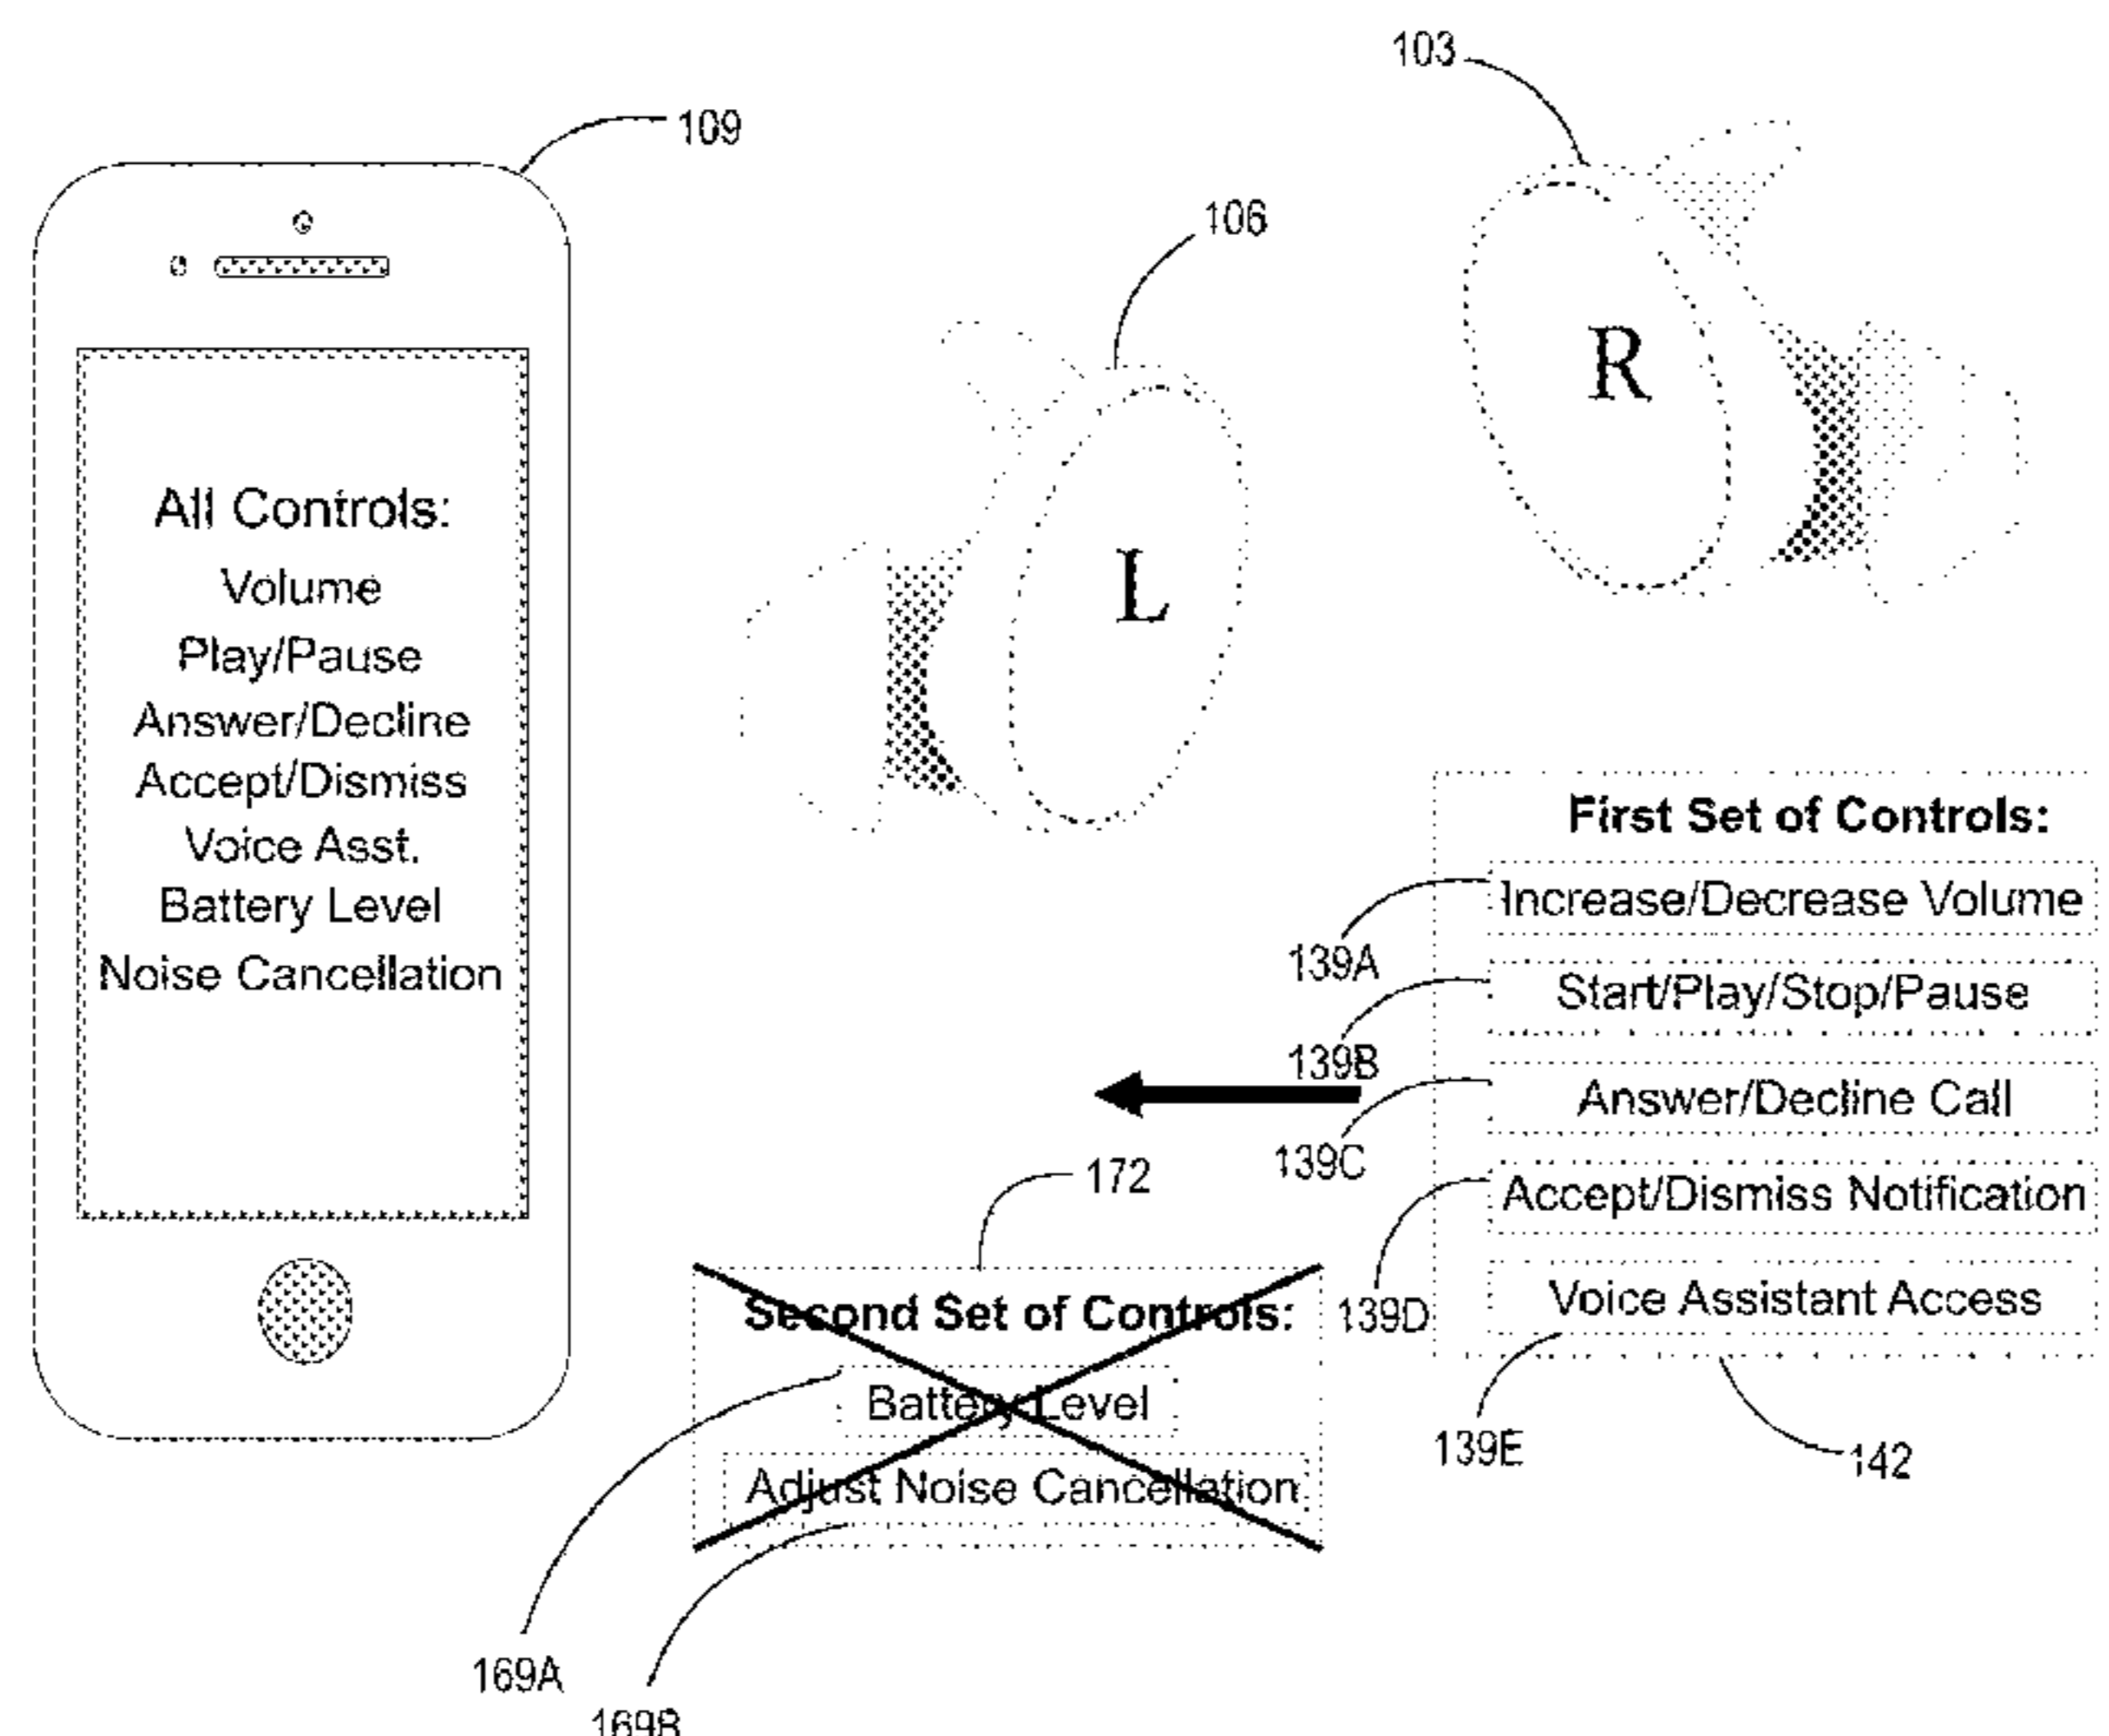 103
109
106
R
L
All Controls:
Volume
Play/Pause
Answer/Decline
Accept/Dismiss
Voice Asst.
Battery Level
Noise Cancellation
First Set of Controls:
Increase/Decrease Volume
139A
Start/Play/Stop/Pause
139B
Answer/Decline Call
139C
Accept/Dismiss Notification
139D
Voice Assistant Access
139E
142
172
Second Set of Controls:
Battery Level
Adjust Noise Cancellation
169A
169B